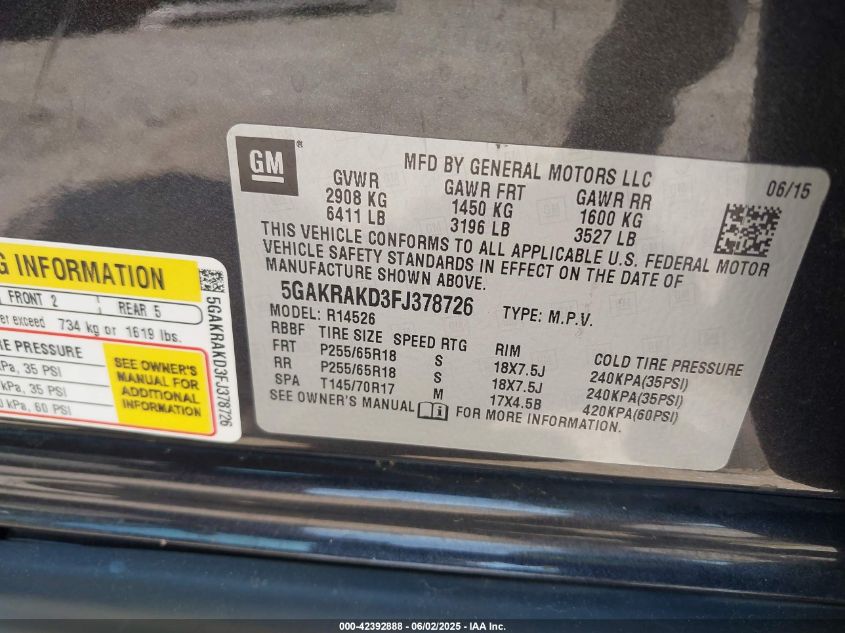 GM
®
MFD BY GENERAL MOTORS LLC
06/15
GVWR GAWR FRT GAWR RR
2908 KG 1450 KG 1600 KG
6411 LB 3196 LB 3527 LB
THIS VEHICLE CONFORMS TO ALL APPLICABLE U.S. FEDERAL MOTOR
VEHICLE SAFETY STANDARDS IN EFFECT ON THE DATE OF
MANUFACTURE SHOWN ABOVE.
5GAKRAKD3FJ378726 TYPE: M.P.V.
MODEL: R14526
RBBF TIRE SIZE SPEED RTG RIM COLD TIRE PRESSURE
FRT P255/65R18 S 18X7.5J 240KPA(35PSI)
RR P255/65R18 S 18X7.5J 240KPA(35PSI)
SPA T145/70R17 M 17X4.5B 420KPA(60PSI)
SEE OWNER'S MANUAL FOR MORE INFORMATION.
INFORMATION
FRONT 2 REAR 5
exceed 734 kg or 1619 lbs.
PRESSURE
35 PSI
kPa, 35 PSI
kPa, 60 PSI
SEE OWNER'S
MANUAL FOR
ADDITIONAL
INFORMATION
5GAKRAKD3FJ378726
000-42392888 - 06/02/2025 - IAA Inc.